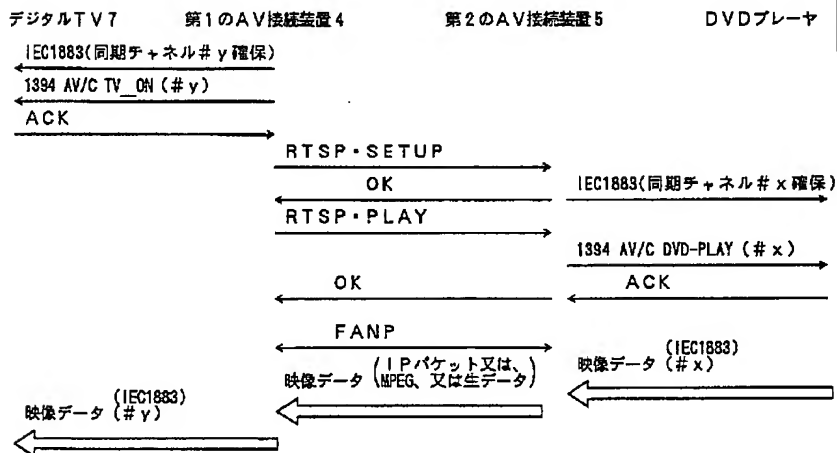 デジタルTV7 第1のAV接続装置4 第2のAV接続装置5 DVDプレーヤ
IEC1883(同期チャネル#y確保)
1394 AV/C TV_ON (#y)
ACK
RTSP・SETUP
OK IEC1883(同期チャネル#x確保)
RTSP・PLAY
1394 AV/C DVD-PLAY (#x)
OK ACK
FANP
映像データ (IPパケット又は、
MPEG、又は生データ)
(IEC1883)
映像データ (#x)
(IEC1883)
映像データ (#y)